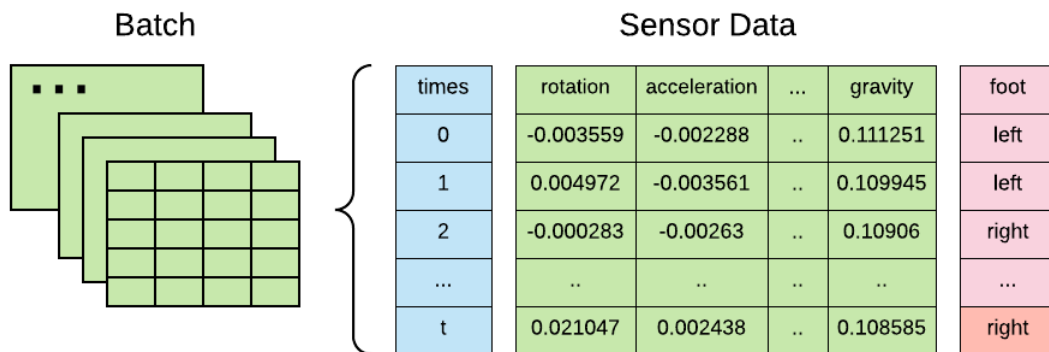 Batch Sensor Data
...
times rotation acceleration ... gravity foot
0 -0.003559 -0.002288 .. 0.111251 left
1 0.004972 -0.003561 .. 0.109945 left
2 -0.000283 -0.00263 .. 0.10906 right
... .. .. .. .. ...
t 0.021047 0.002438 .. 0.108585 right